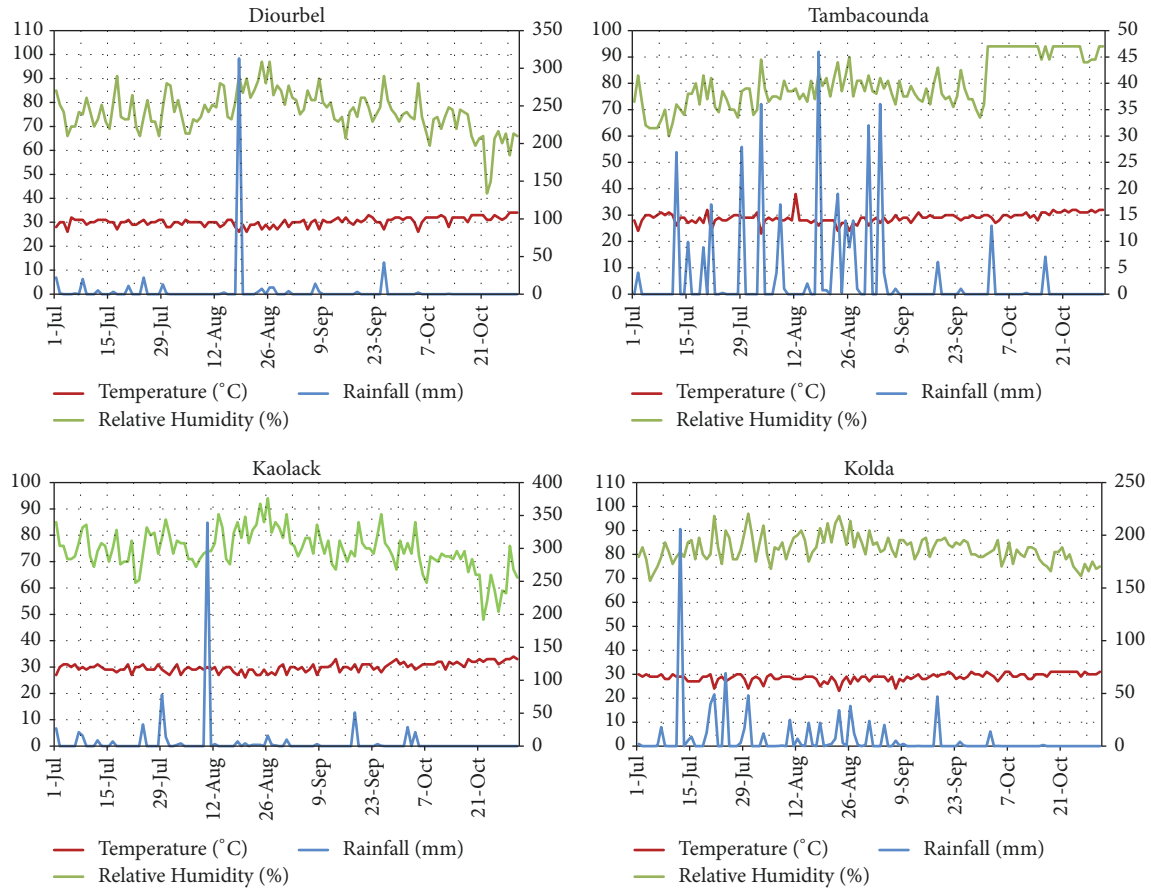 Diourbel
110
100
90
80
70
60
50
40
30
20
10
0
350
300
250
200
150
100
50
0
1-Jul
15-Jul
29-Jul
12-Aug
26-Aug
9-Sep
23-Sep
7-Oct
21-Oct
Temperature (°C)
Rainfall (mm)
Relative Humidity (%)
Tambacounda
100
90
80
70
60
50
40
30
20
10
0
50
45
40
35
30
25
20
15
10
5
0
1-Jul
15-Jul
29-Jul
12-Aug
26-Aug
9-Sep
23-Sep
7-Oct
21-Oct
Temperature (°C)
Rainfall (mm)
Relative Humidity (%)
Kaolack
100
90
80
70
60
50
40
30
20
10
0
400
350
300
250
200
150
100
50
0
1-Jul
15-Jul
29-Jul
12-Aug
26-Aug
9-Sep
23-Sep
7-Oct
21-Oct
Temperature (°C)
Rainfall (mm)
Relative Humidity (%)
Kolda
110
100
90
80
70
60
50
40
30
20
10
0
250
200
150
100
50
0
1-Jul
15-Jul
29-Jul
12-Aug
26-Aug
9-Sep
23-Sep
7-Oct
21-Oct
Temperature (°C)
Rainfall (mm)
Relative Humidity (%)